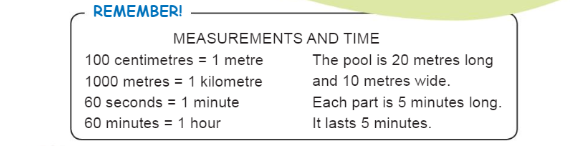 REMEMBER!
MEASUREMENTS AND TIME
100 centimetres = 1 metre
1000 metres = 1 kilometre
60 seconds = 1 minute
60 minutes = 1 hour
The pool is 20 metres long
and 10 metres wide.
Each part is 5 minutes long.
It lasts 5 minutes.